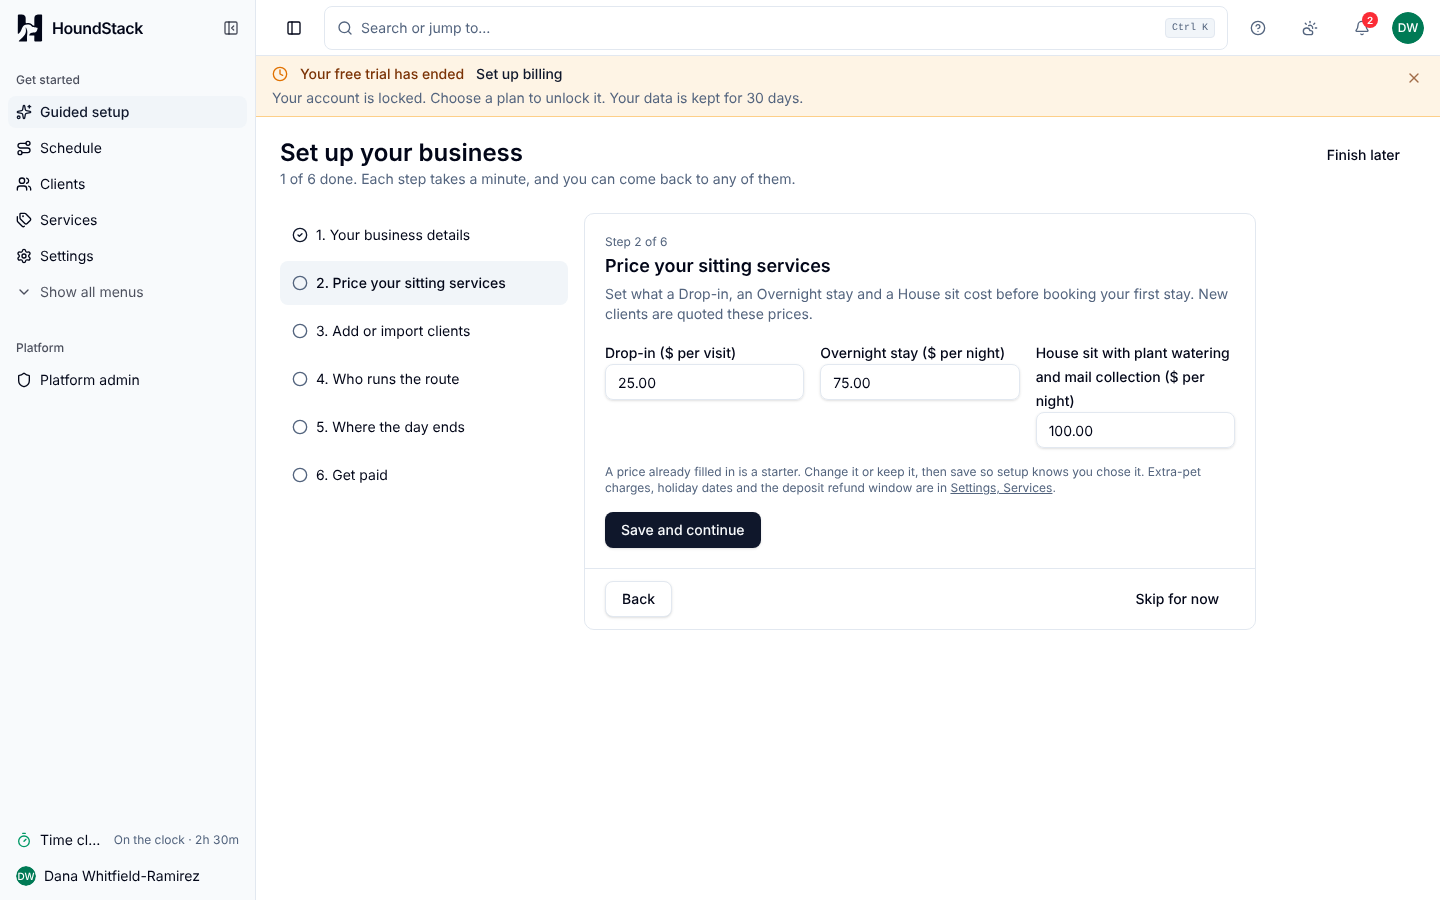 HoundStack
Search or jump to...
Ctrl K
2
DW
Get started
Guided setup
Schedule
Clients
Services
Settings
Show all menus
Platform
Platform admin
Time cl...
On the clock · 2h 30m
DW
Dana Whitfield-Ramirez
Your free trial has ended
Set up billing
Your account is locked. Choose a plan to unlock it. Your data is kept for 30 days.
Set up your business
Finish later
1 of 6 done. Each step takes a minute, and you can come back to any of them.
1. Your business details
2. Price your sitting services
3. Add or import clients
4. Who runs the route
5. Where the day ends
6. Get paid
Step 2 of 6
Price your sitting services
Set what a Drop-in, an Overnight stay and a House sit cost before booking your first stay. New
clients are quoted these prices.
Drop-in ($ per visit)
25.00
Overnight stay ($ per night)
75.00
House sit with plant watering
and mail collection ($ per
night)
100.00
A price already filled in is a starter. Change it or keep it, then save so setup knows you chose it. Extra-pet
charges, holiday dates and the deposit refund window are in Settings, Services.
Save and continue
Back
Skip for now